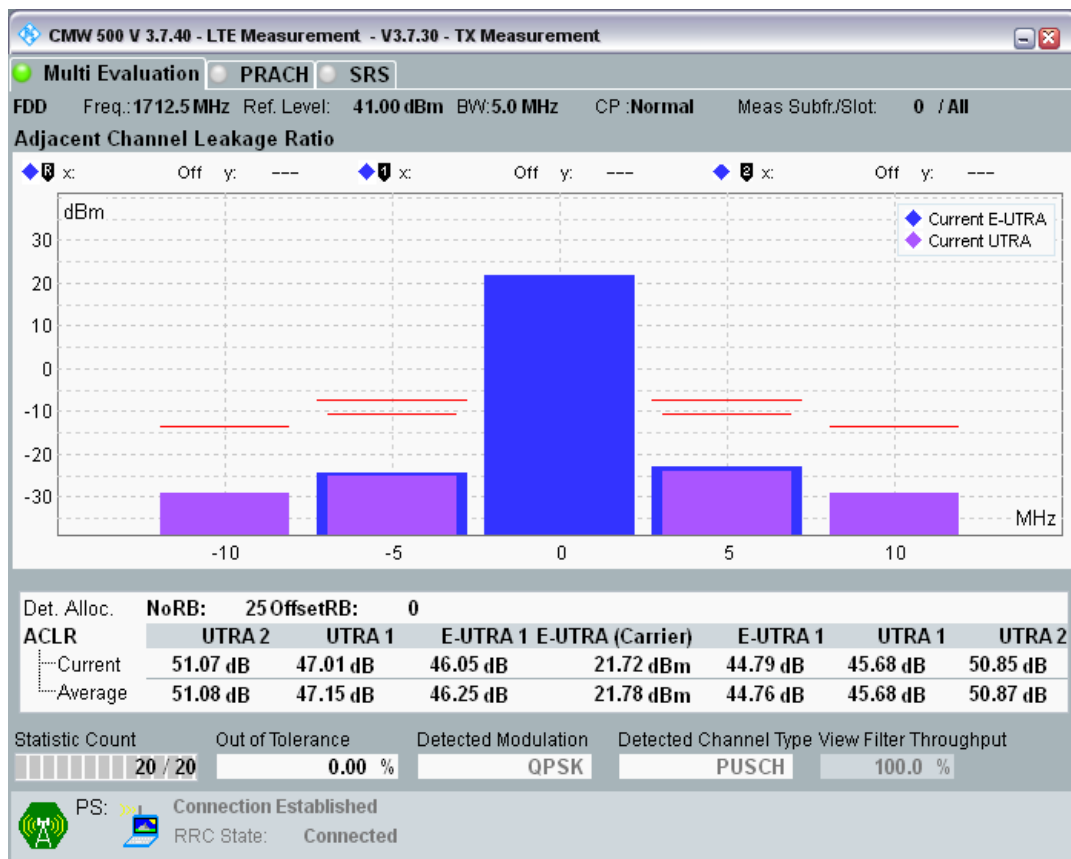 CMW 500 V 3.7.40 - LTE Measurement - V3.7.30 - TX Measurement
Multi Evaluation PRACH SRS
FDD Freq.:1712.5 MHz Ref. Level: 41.00 dBm BW:5.0 MHz CP :Normal Meas Subfr./Slot: 0 / All
Adjacent Channel Leakage Ratio
R x: Off y: --- 1 x: Off y: --- 2 x: Off y: ---
dBm
Current E-UTRA
Current UTRA
30
20
10
0
-10
-20
-30
MHz
-10 -5 0 5 10
Det. Alloc. NoRB: 25 OffsetRB: 0
ACLR UTRA 2 UTRA 1 E-UTRA 1 E-UTRA (Carrier) E-UTRA 1 UTRA 1 UTRA 2
Current 51.07 dB 47.01 dB 46.05 dB 21.72 dBm 44.79 dB 45.68 dB 50.85 dB
Average 51.08 dB 47.15 dB 46.25 dB 21.78 dBm 44.76 dB 45.68 dB 50.87 dB
Statistic Count Out of Tolerance Detected Modulation Detected Channel Type View Filter Throughput
20 / 20 0.00 % QPSK PUSCH 100.0 %
PS: Connection Established
RRC State: Connected